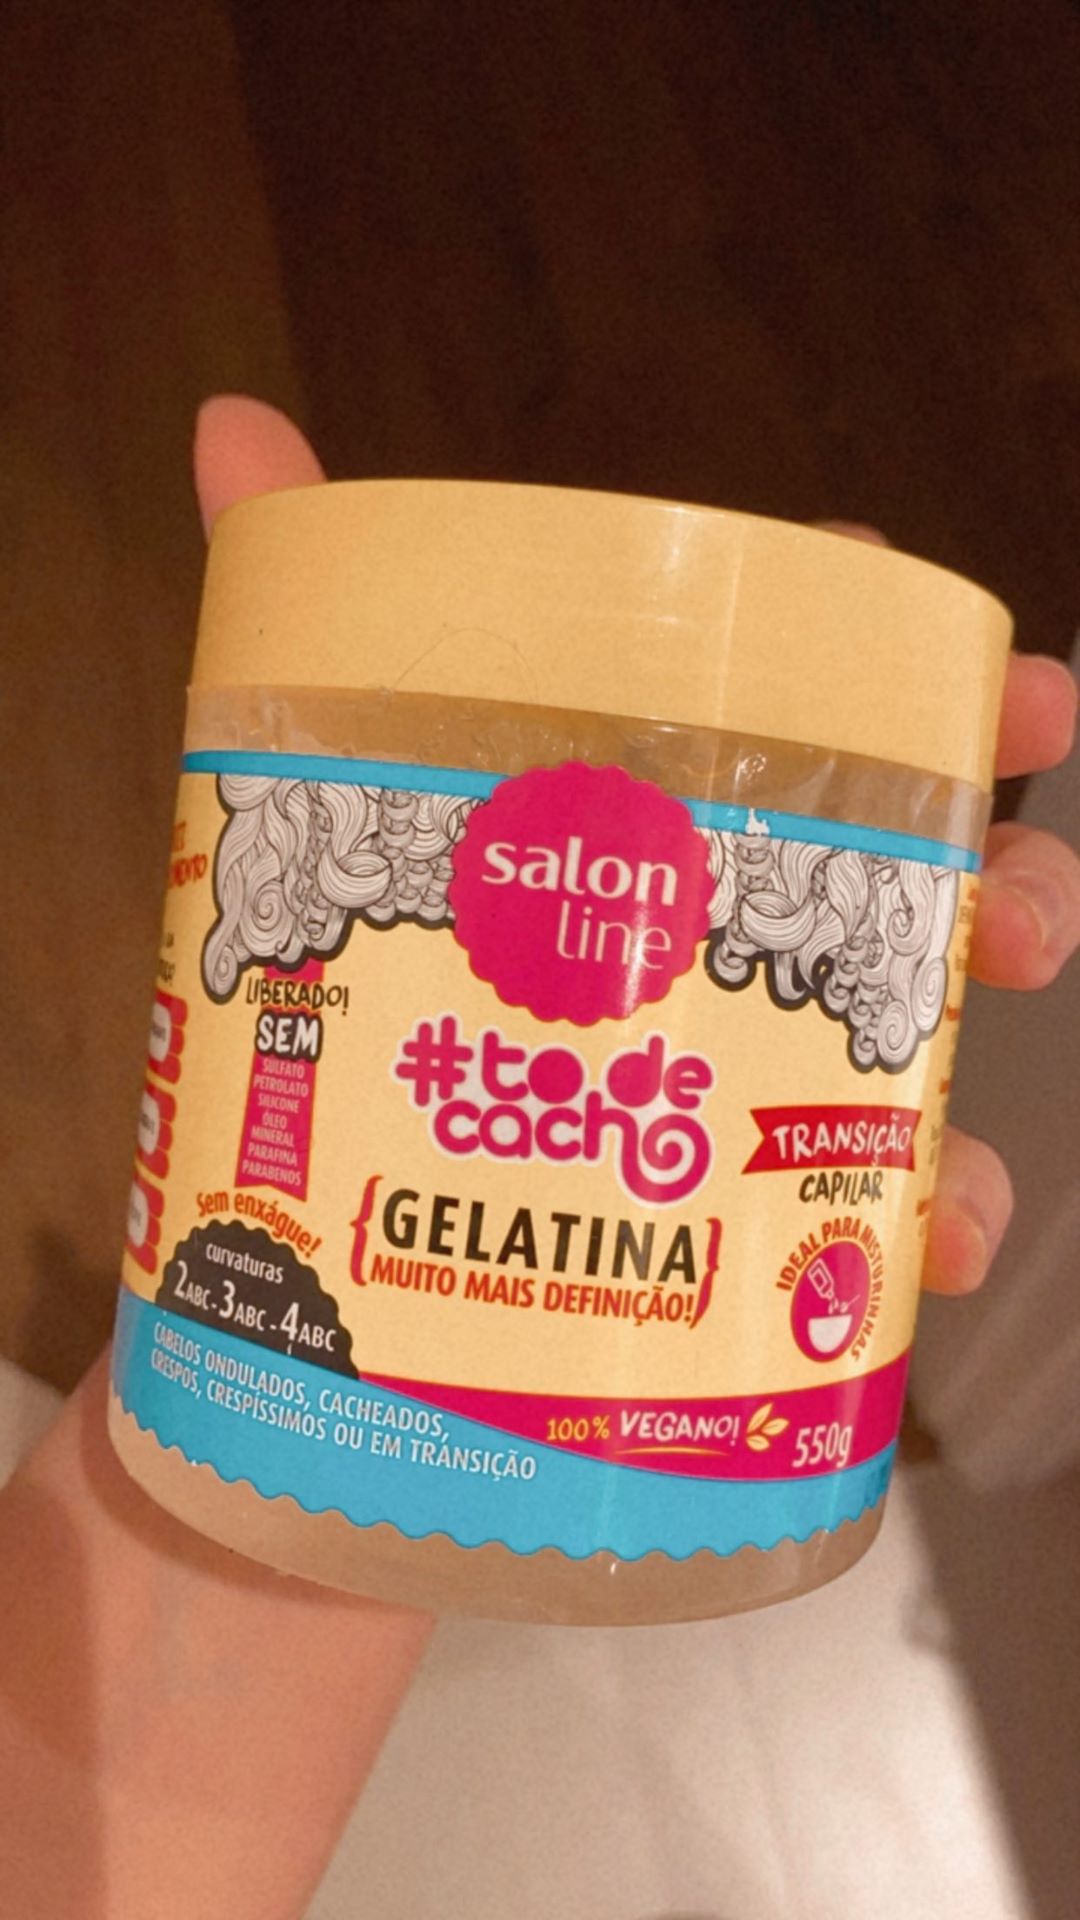 salon
line
#to de
cacho
{GELATINA
MUITO MAIS DEFINIÇÃO!}
LIBERADO!
SEM
SULFATO
PETROLATO
SILICONE
ÓLEO
MINERAL
PARAFINA
PARABENOS
Sem enxágue!
curvaturas
2ABC - 3ABC - 4ABC
TRANSIÇÃO
CAPILAR
IDEAL PARA MISTURINHAS
CABELOS ONDULADOS, CACHEADOS,
CRESPOS, CRESPÍSSIMOS OU EM TRANSIÇÃO
100% VEGANO!
550g